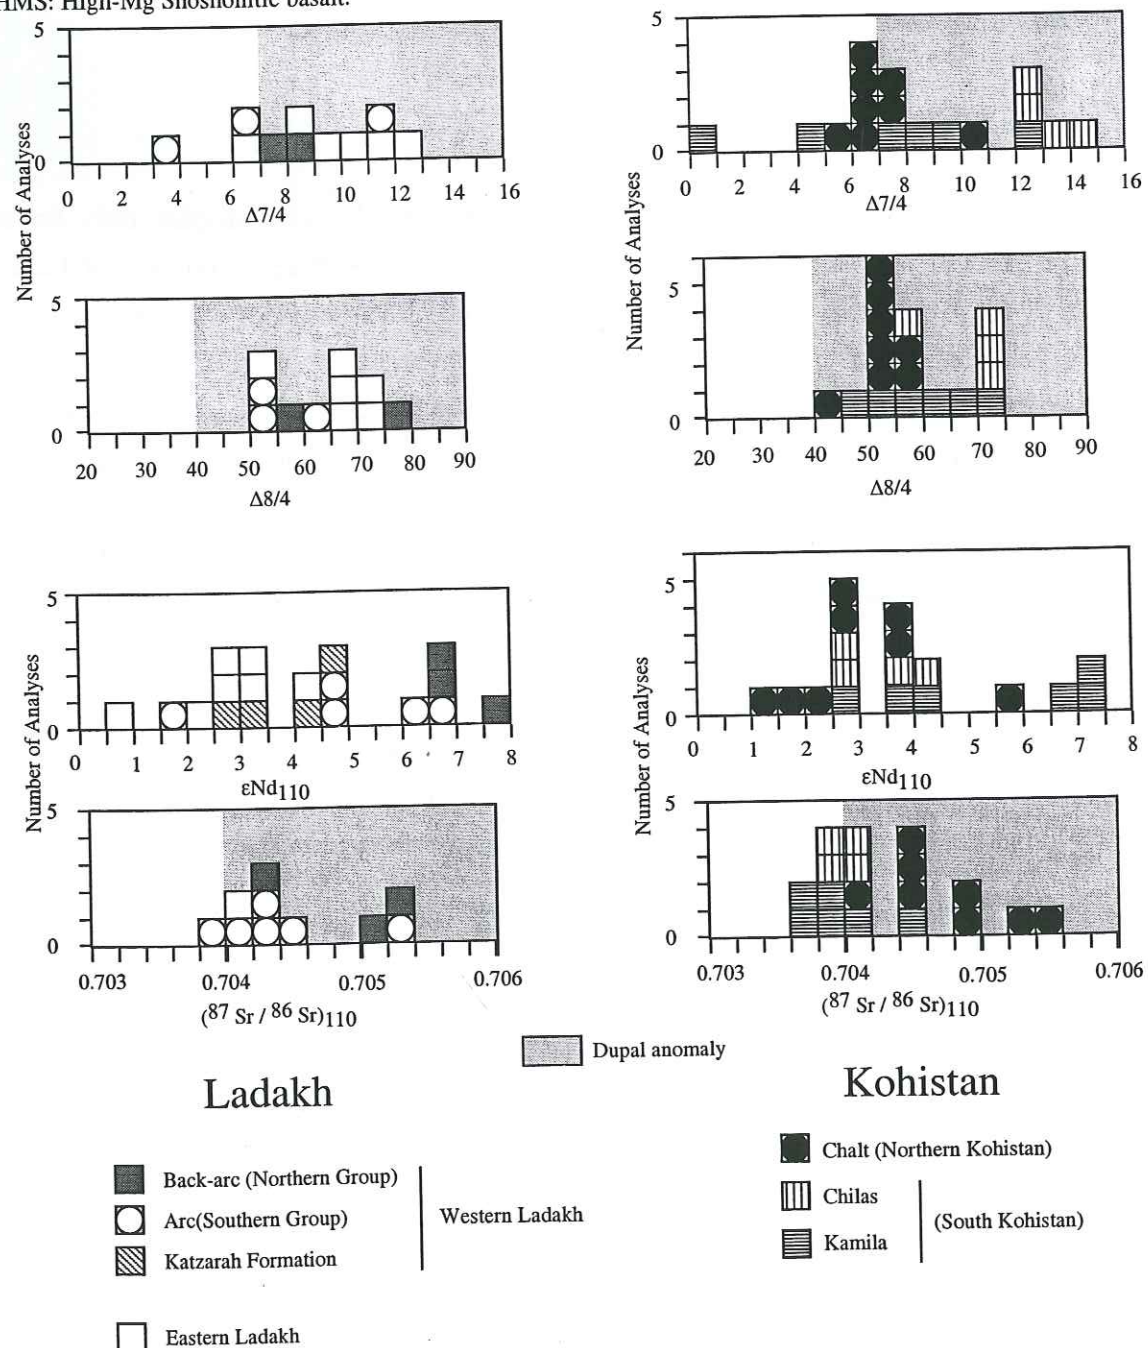 HMS: High-Mg Shoshonitic basalt.
5
0
Number of Analyses
0 2 4 6 8 10 12 14 16
Δ7/4
5
0
Number of Analyses
0 2 4 6 8 10 12 14 16
Δ7/4
5
0
20 30 40 50 60 70 80 90
Δ8/4
5
0
20 30 40 50 60 70 80 90
Δ8/4
5
0
Number of Analyses
0 1 2 3 4 5 6 7 8
εNd110
5
0
Number of Analyses
0 1 2 3 4 5 6 7 8
εNd110
5
0
0.703 0.704 0.705 0.706
(87 Sr / 86 Sr)110
5
0
0.703 0.704 0.705 0.706
(87 Sr / 86 Sr)110
Dupal anomaly
Ladakh
Back-arc (Northern Group)
Arc(Southern Group)
Katzarah Formation
Western Ladakh
Eastern Ladakh
Kohistan
Chalt (Northern Kohistan)
Chilas
Kamila
(South Kohistan)